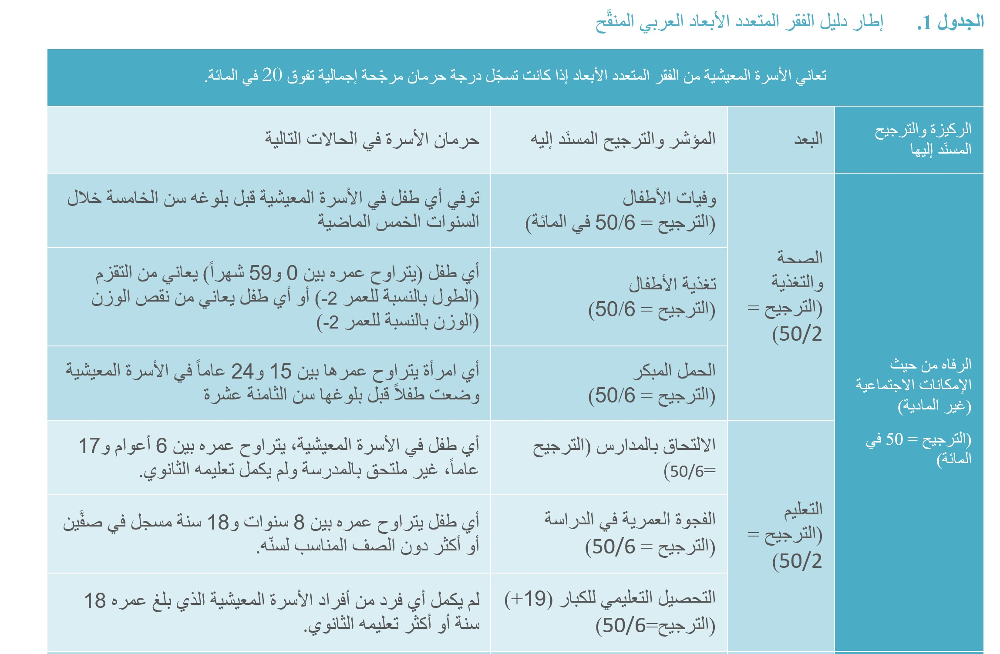 الجدول 1. إطار دليل الفقر المتعدد الأبعاد العربي المنقَّح
تعاني الأسرة المعيشية من الفقر المتعدد الأبعاد إذا كانت تسجّل درجة حرمان مرجّحة إجمالية تفوق 20 في المائة.
الركيزة والترجيح
المسنَد إليها
البعد
المؤشر والترجيح المسنَد إليه
حرمان الأسرة في الحالات التالية
الرفاه من حيث
الإمكانات الاجتماعية
(غير المادية)
(الترجيح = 50 في
المائة)
الصحة
والتغذية
(الترجيح =
50/2)
وفيات الأطفال
(الترجيح = 50/6 في المائة)
توفي أي طفل في الأسرة المعيشية قبل بلوغه سن الخامسة خلال
السنوات الخمس الماضية
تغذية الأطفال
(الترجيح = 50/6)
أي طفل (يتراوح عمره بين 0 و59 شهراً) يعاني من التقزم
(الطول بالنسبة للعمر 2-) أو أي طفل يعاني من نقص الوزن
(الوزن بالنسبة للعمر 2-)
الحمل المبكر
(الترجيح = 50/6)
أي امرأة يتراوح عمرها بين 15 و24 عاماً في الأسرة المعيشية
وضعت طفلاً قبل بلوغها سن الثامنة عشرة
التعليم
(الترجيح =
50/2)
الالتحاق بالمدارس (الترجيح
=50/6)
أي طفل في الأسرة المعيشية، يتراوح عمره بين 6 أعوام و17
عاماً، غير ملتحق بالمدرسة ولم يكمل تعليمه الثانوي.
الفجوة العمرية في الدراسة
(الترجيح = 50/6)
أي طفل يتراوح عمره بين 8 سنوات و18 سنة مسجل في صفَّين
أو أكثر دون الصف المناسب لسنّه.
التحصيل التعليمي للكبار (19+)
(الترجيح=50/6)
لم يكمل أي فرد من أفراد الأسرة المعيشية الذي بلغ عمره 18
سنة أو أكثر تعليمه الثانوي.